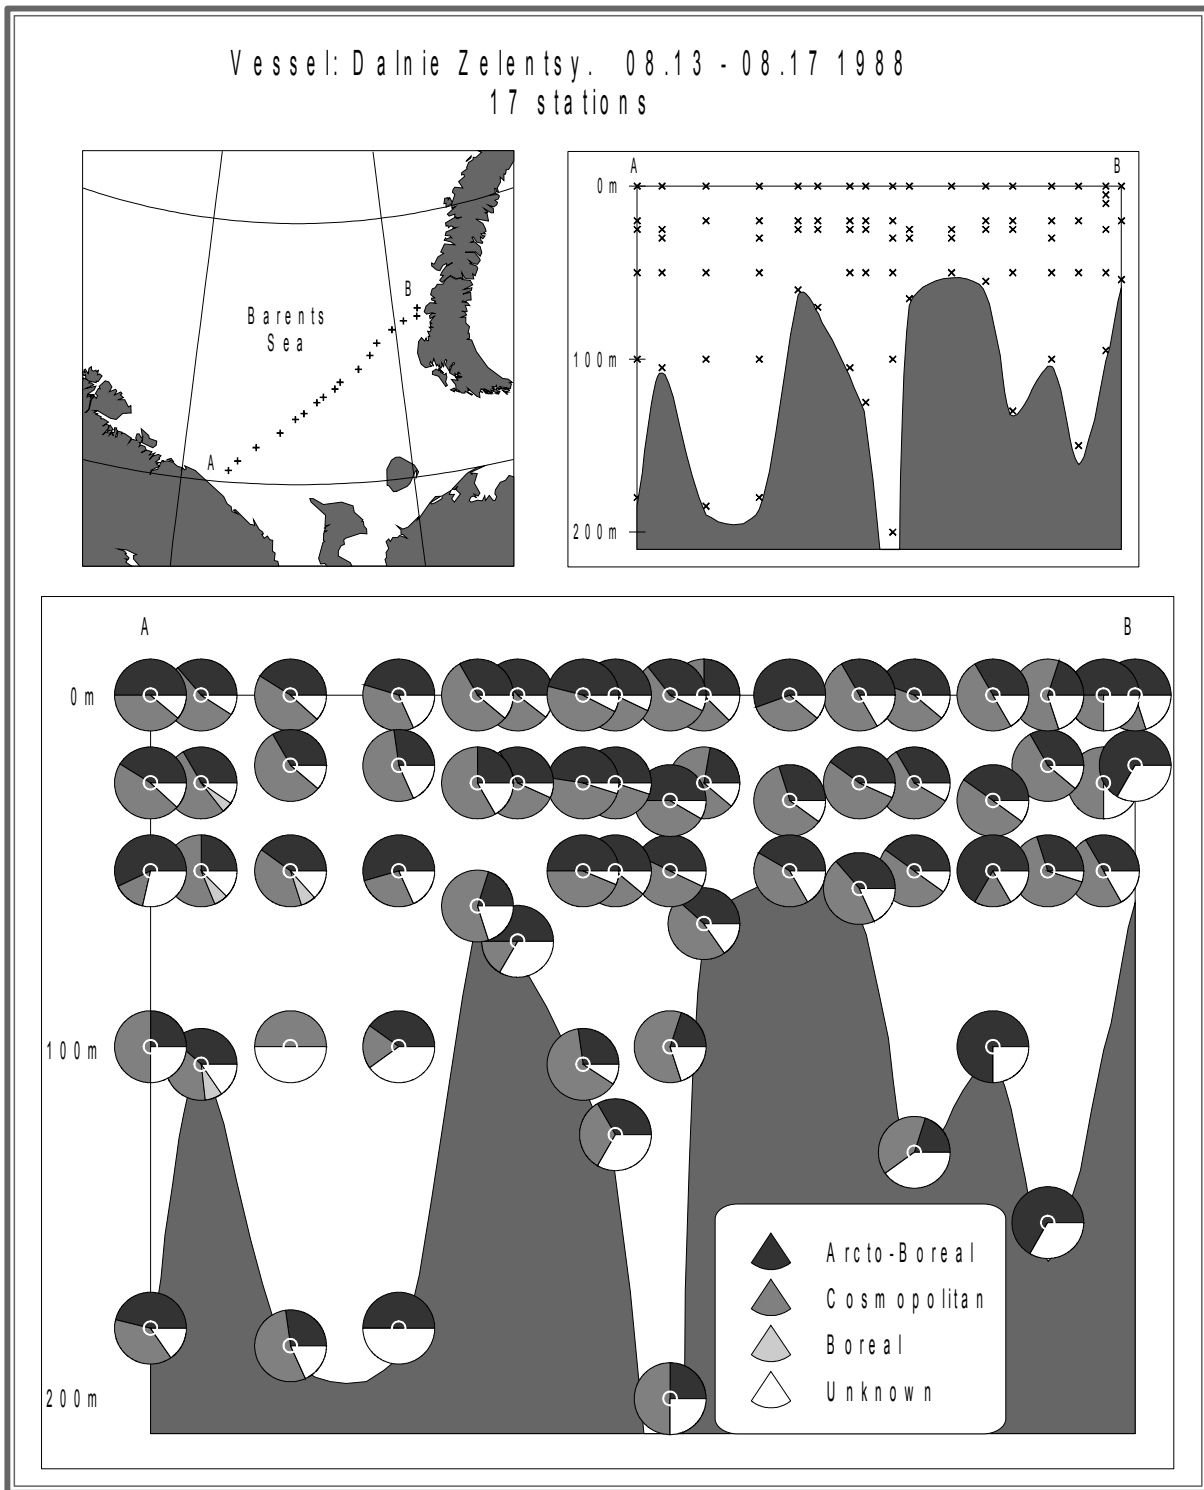 Vessel: Dalnie Zelentsy. 08.13 - 08.17 1988
17 stations
B
Barents
Sea
A
A B
0m
100m
200m
A B
0m
100m
200m
Arcto-Boreal
Cosmopolitan
Boreal
Unknown